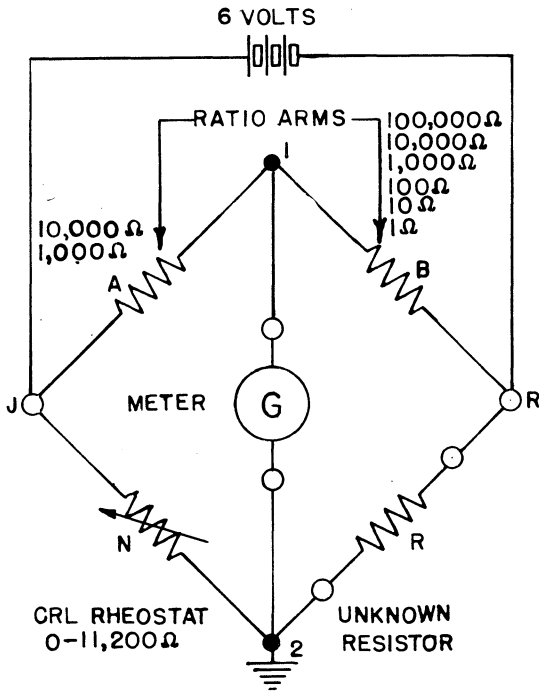 6 VOLTS
RATIO ARMS
100,000Ω
10,000Ω
1,000Ω
100Ω
10Ω
1Ω
1
10,000Ω
1,000Ω
A
B
J
METER
G
R
N
R
CRL RHEOSTAT
0-11,200Ω
UNKNOWN
RESISTOR
2